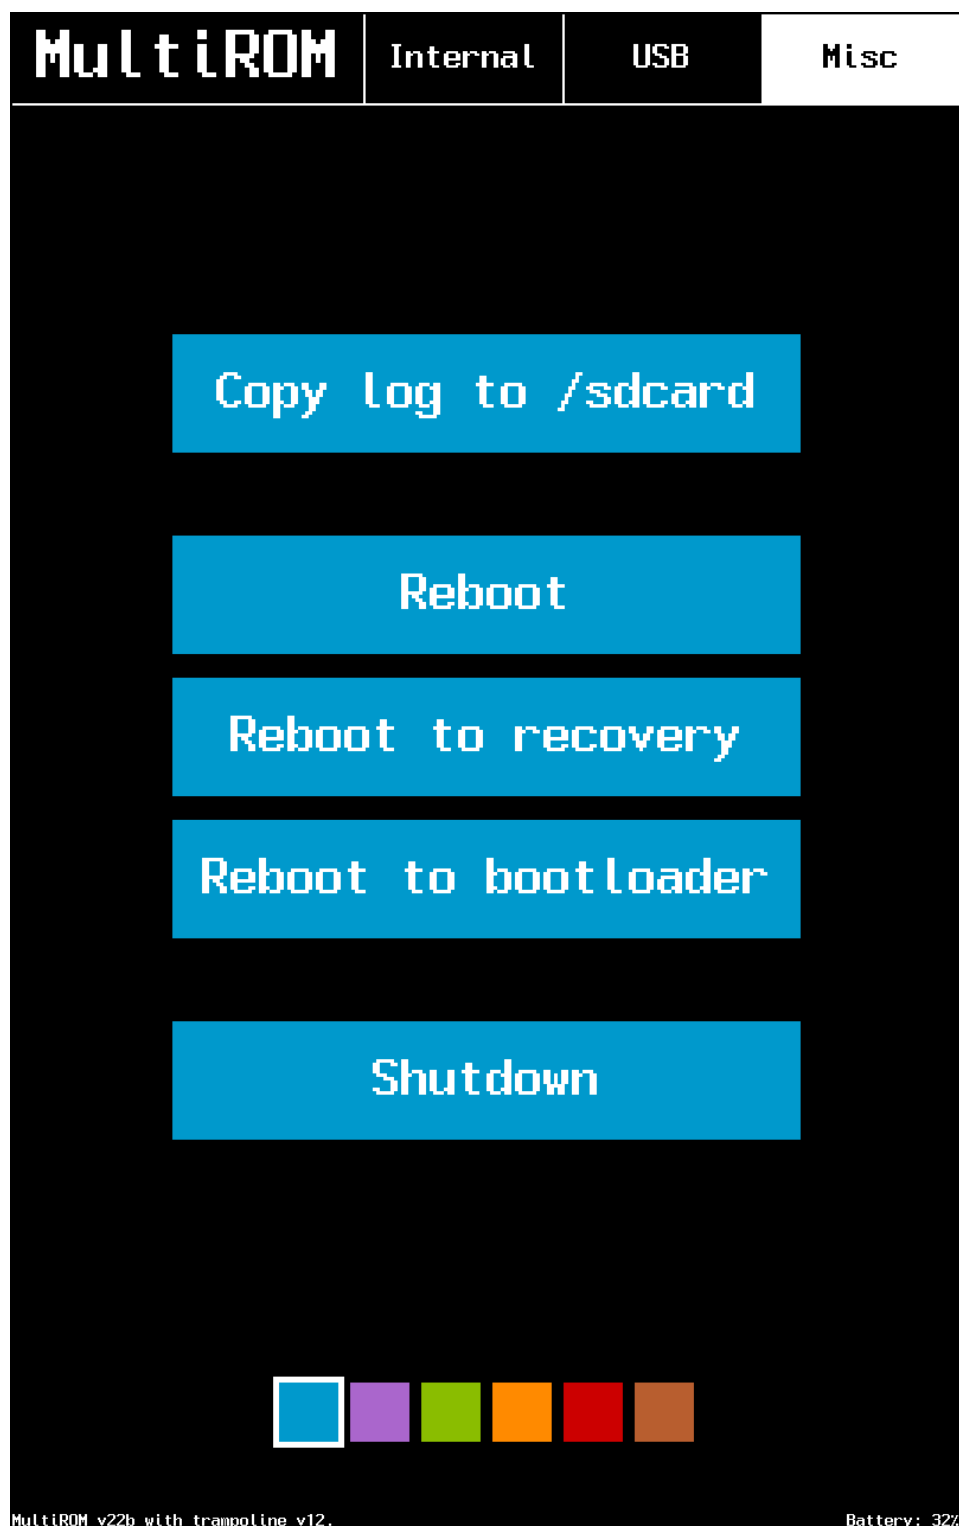 MultiROM Internal USB Misc
Copy log to /sdcard
Reboot
Reboot to recovery
Reboot to bootloader
Shutdown
MultiROM v22b with trampoline v12. Battery: 32%